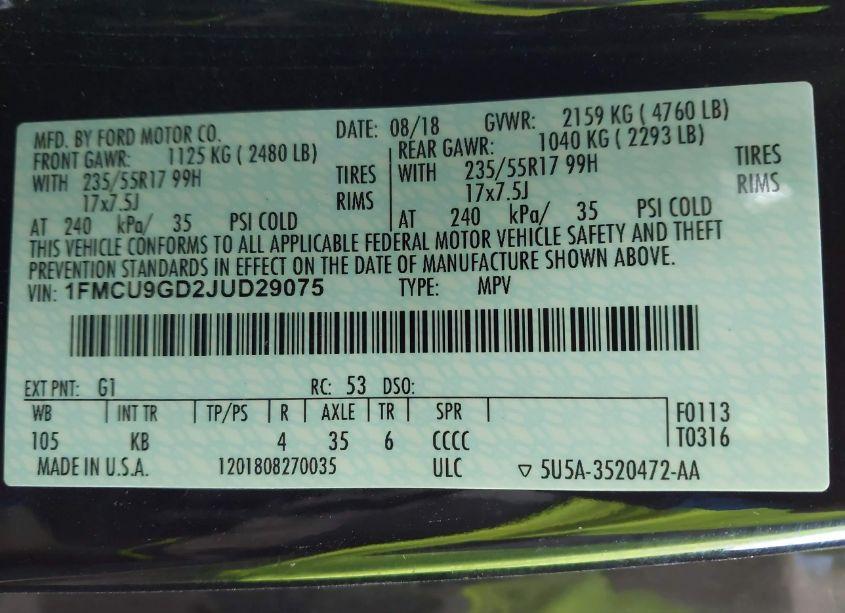 MFD. BY FORD MOTOR CO. DATE: 08/18 GVWR: 2159 KG ( 4760 LB)
FRONT GAWR: 1125 KG ( 2480 LB) REAR GAWR: 1040 KG ( 2293 LB)
WITH 235/55R17 99H TIRES WITH 235/55R17 99H TIRES
17x7.5J RIMS 17x7.5J RIMS
AT 240 kPa/ 35 PSI COLD AT 240 kPa/ 35 PSI COLD
THIS VEHICLE CONFORMS TO ALL APPLICABLE FEDERAL MOTOR VEHICLE SAFETY AND THEFT
PREVENTION STANDARDS IN EFFECT ON THE DATE OF MANUFACTURE SHOWN ABOVE.
VIN: 1FMCU9GD2JUD29075 TYPE: MPV
EXT PNT: G1 RC: 53 DSO:
WB INT TR TP/PS R AXLE TR SPR F0113
105 KB 4 35 6 CCCC T0316
MADE IN U.S.A. 1201808270035 ULC ▽ 5U5A-3520472-AA